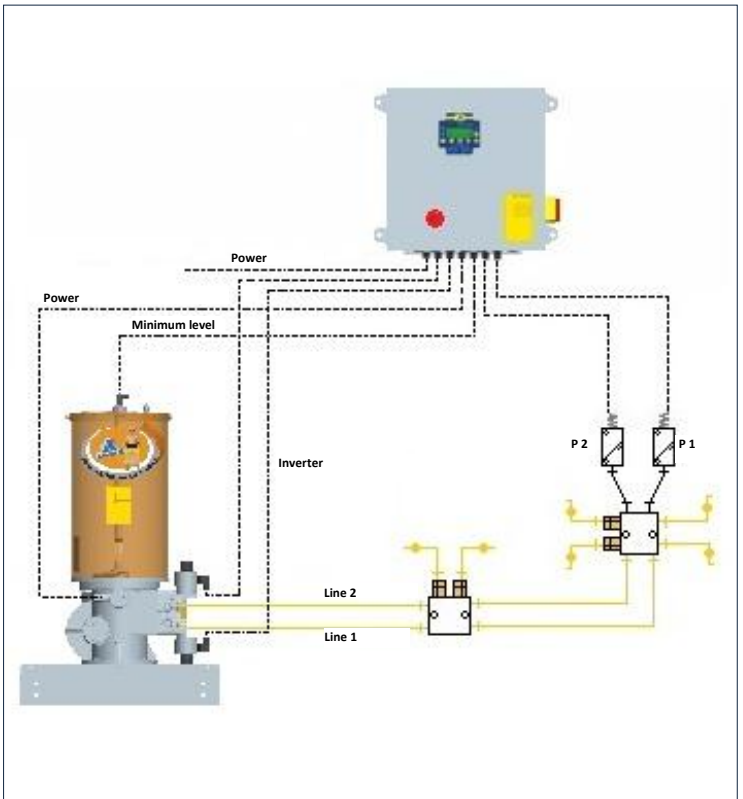 Power
Power
Minimum level
P 2
P 1
Inverter
Line 2
Line 1